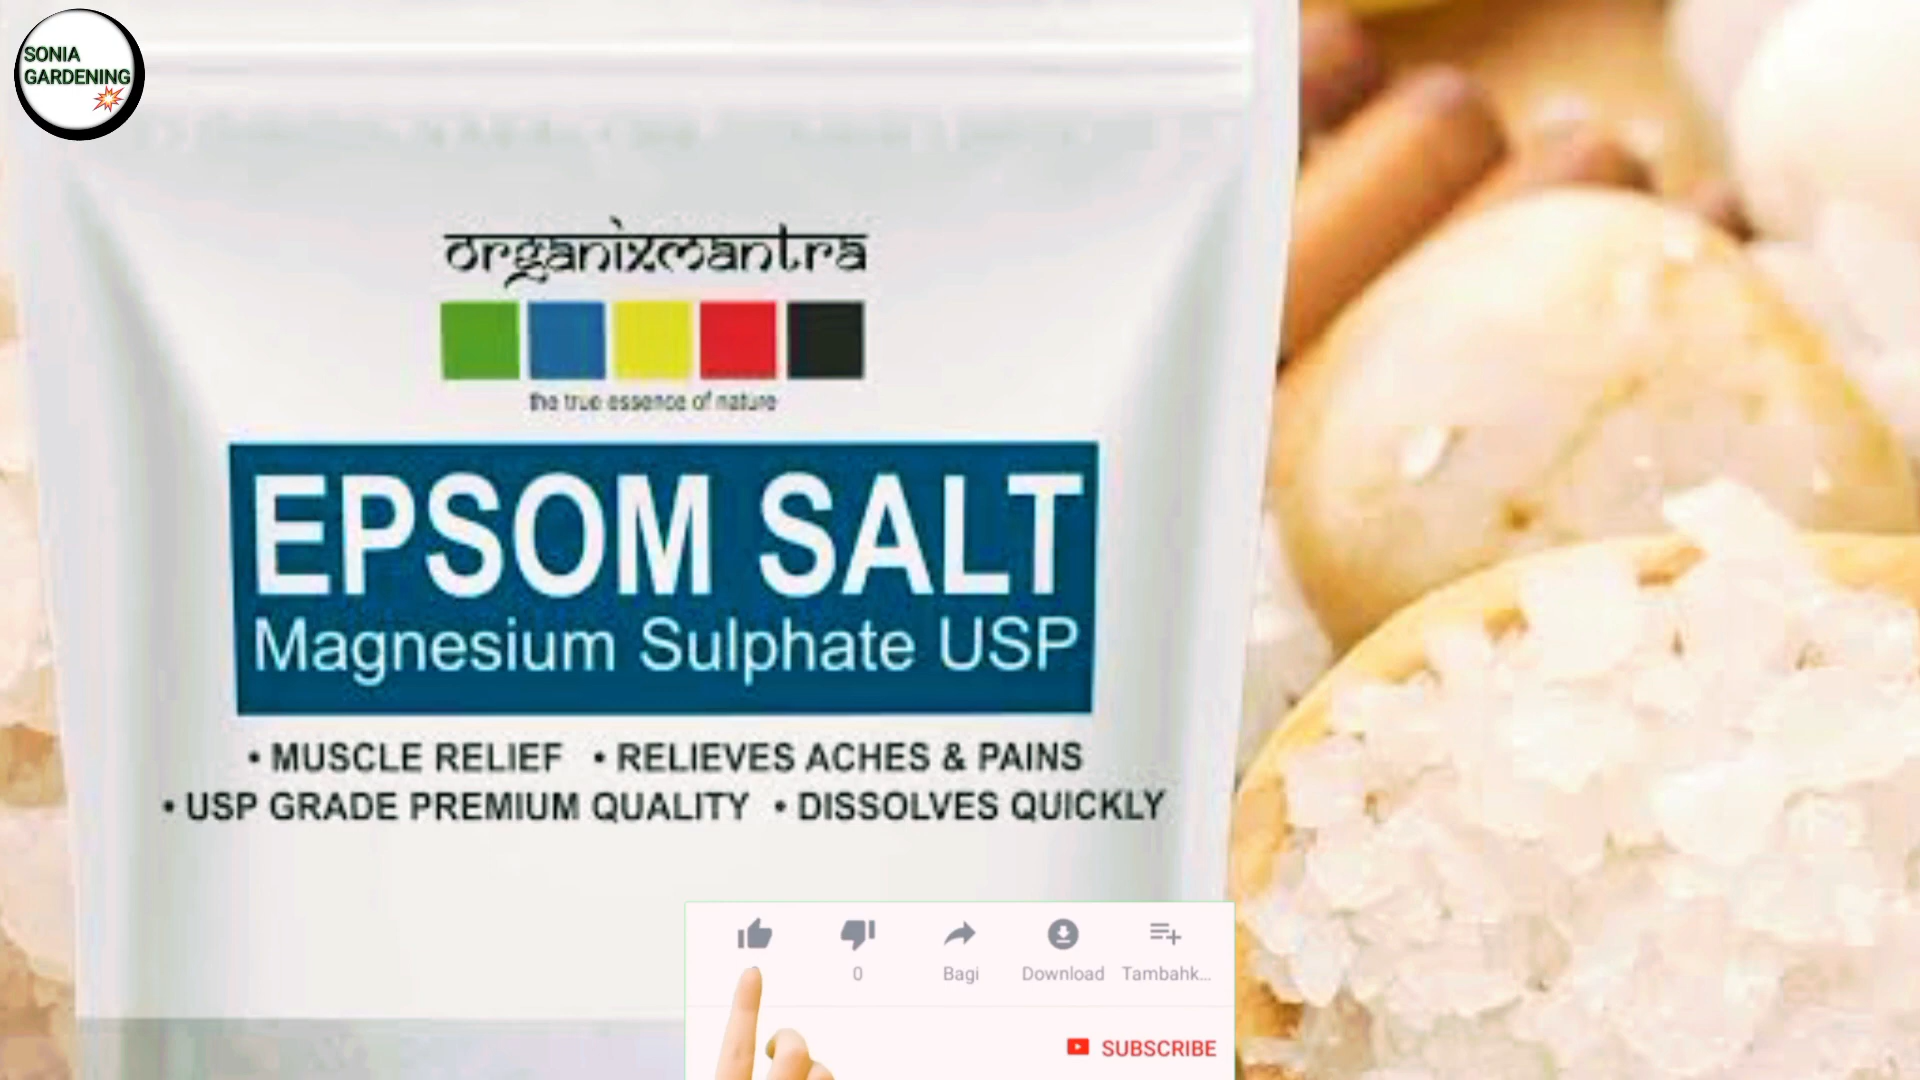 SONIA
GARDENING
organixmantra
the true essence of nature
EPSOM SALT
Magnesium Sulphate USP
• MUSCLE RELIEF • RELIEVES ACHES & PAINS
• USP GRADE PREMIUM QUALITY • DISSOLVES QUICKLY
0 Bagi Download Tambahk...
SUBSCRIBE